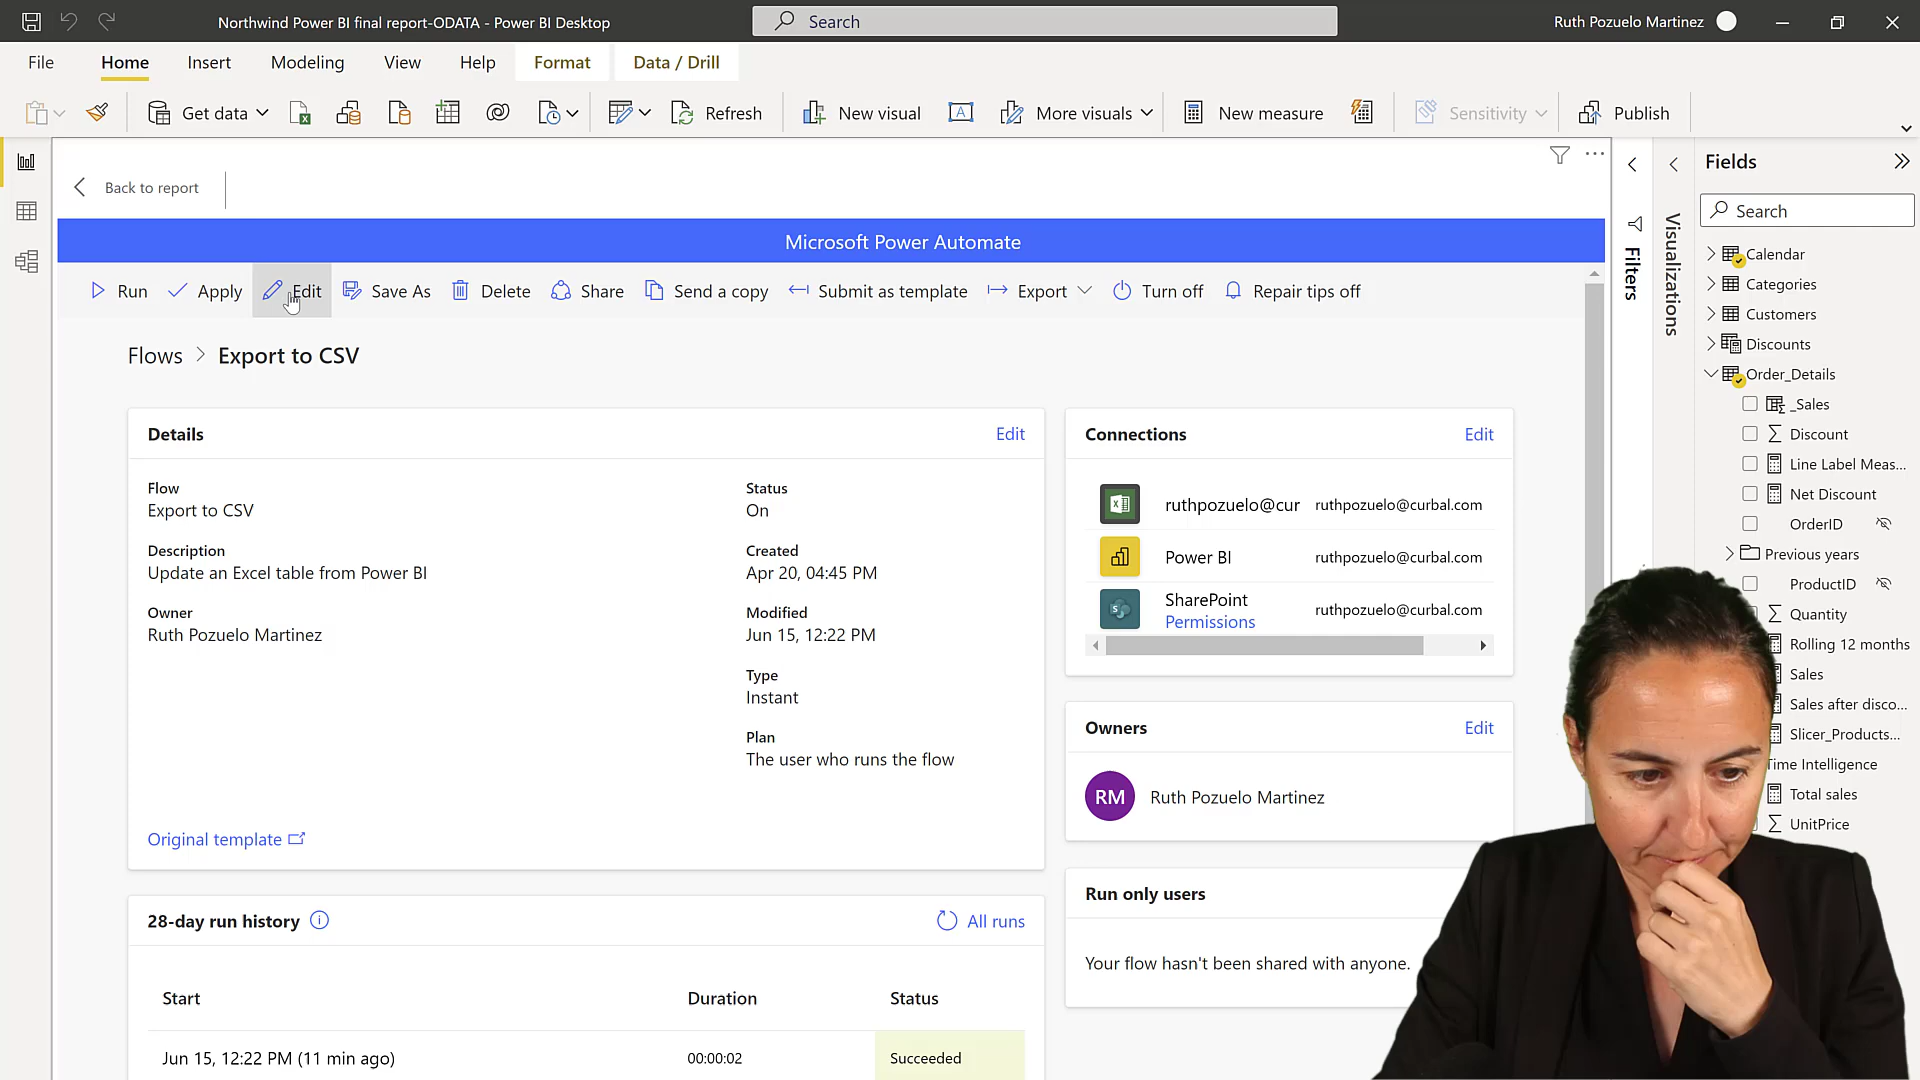 Northwind Power BI final report-ODATA - Power BI Desktop
Search
Ruth Pozuelo Martinez
File
Home
Insert
Modeling
View
Help
Format
Data / Drill
Get data
Refresh
New visual
More visuals
New measure
Sensitivity
Publish
Back to report
Microsoft Power Automate
Run
Apply
Edit
Save As
Delete
Share
Send a copy
Submit as template
Export
Turn off
Repair tips off
Flows > Export to CSV
Details
Edit
Flow
Export to CSV
Description
Update an Excel table from Power BI
Owner
Ruth Pozuelo Martinez
Status
On
Created
Apr 20, 04:45 PM
Modified
Jun 15, 12:22 PM
Type
Instant
Plan
The user who runs the flow
Original template
28-day run history
All runs
Start
Duration
Status
Jun 15, 12:22 PM (11 min ago)
00:00:02
Succeeded
Connections
Edit
ruthpozuelo@cur
ruthpozuelo@curbal.com
Power BI
ruthpozuelo@curbal.com
SharePoint
Permissions
ruthpozuelo@curbal.com
Owners
Edit
RM
Ruth Pozuelo Martinez
Run only users
Your flow hasn't been shared with anyone.
Filters
Visualizations
Fields
Search
Calendar
Categories
Customers
Discounts
Order_Details
_Sales
Discount
Line Label Meas...
Net Discount
OrderID
Previous years
ProductID
Quantity
Rolling 12 months
Sales
Sales after disco...
Slicer_Products...
Time Intelligence
Total sales
UnitPrice